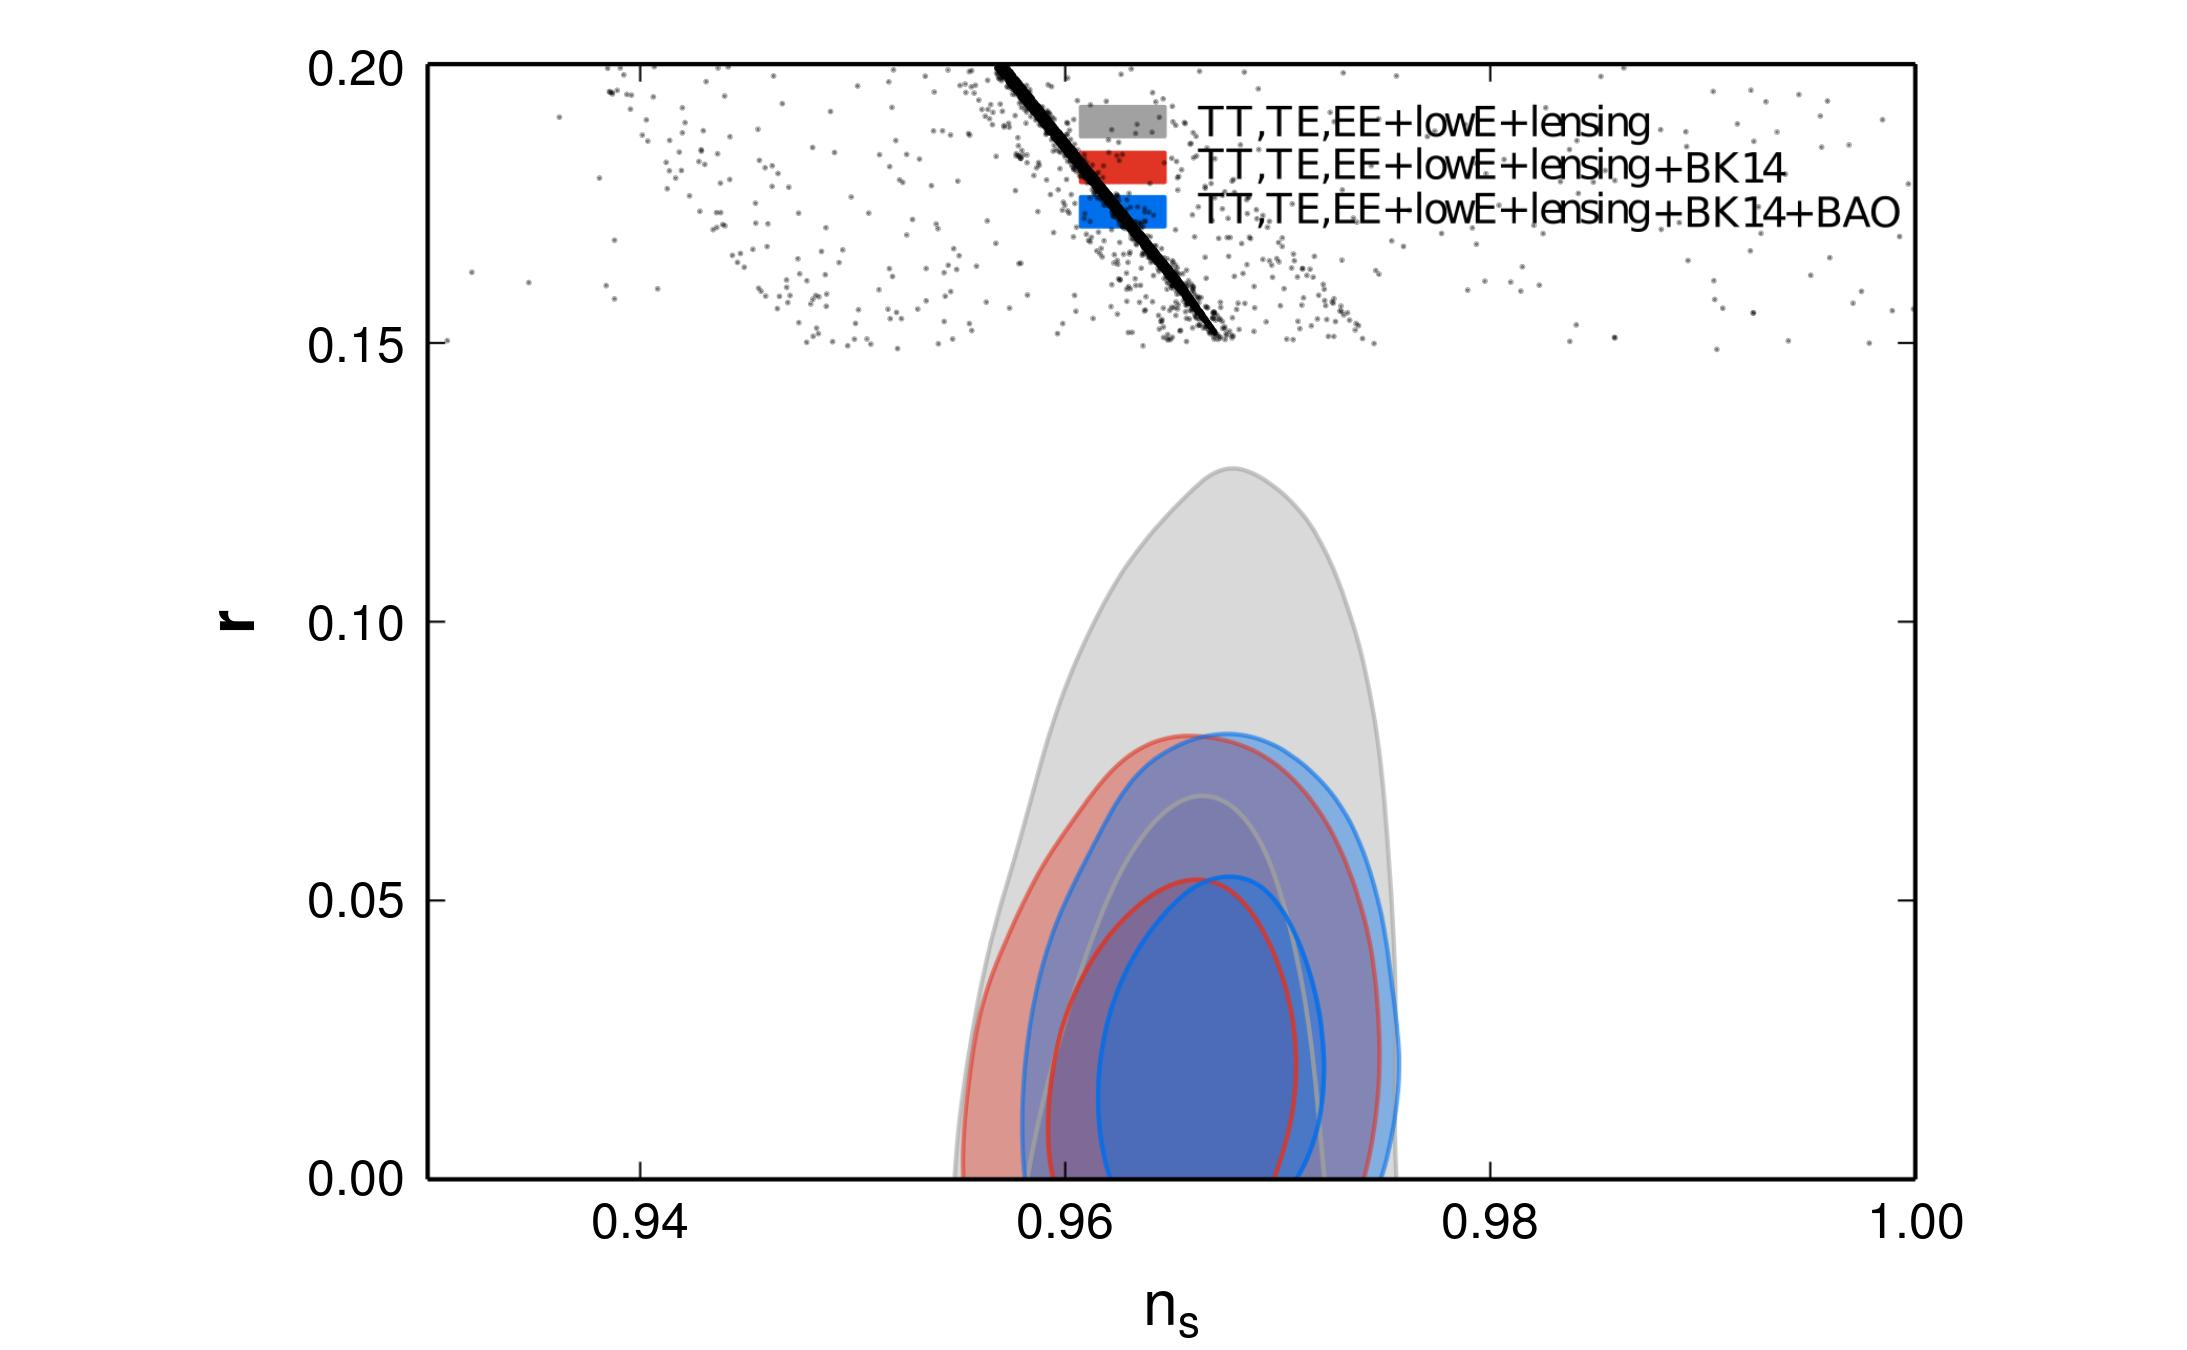 0.20
TT,TE,EE+lowE+lensing
TT,TE,EE+lowE+lensing+BK14
TT,TE,EE+lowE+lensing+BK14+BAO
0.15
r
0.10
0.05
0.00
0.94 0.96 0.98 1.00
ns